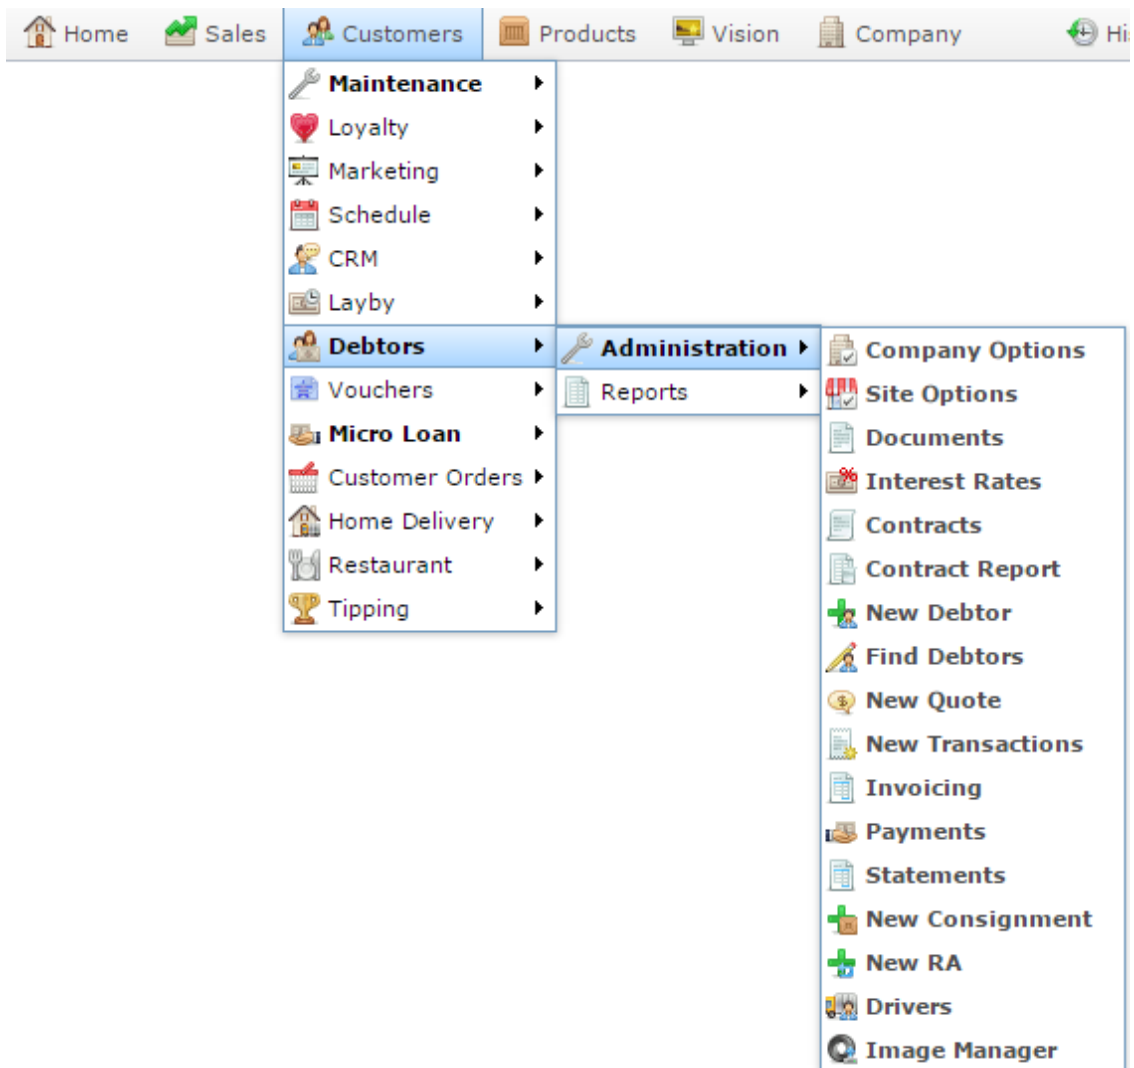 Home Sales Customers Products Vision Company
Maintenance
Loyalty
Marketing
Schedule
CRM
Layby
Debtors
Vouchers
Micro Loan
Customer Orders
Home Delivery
Restaurant
Tipping
Administration
Reports
Company Options
Site Options
Documents
Interest Rates
Contracts
Contract Report
New Debtor
Find Debtors
New Quote
New Transactions
Invoicing
Payments
Statements
New Consignment
New RA
Drivers
Image Manager